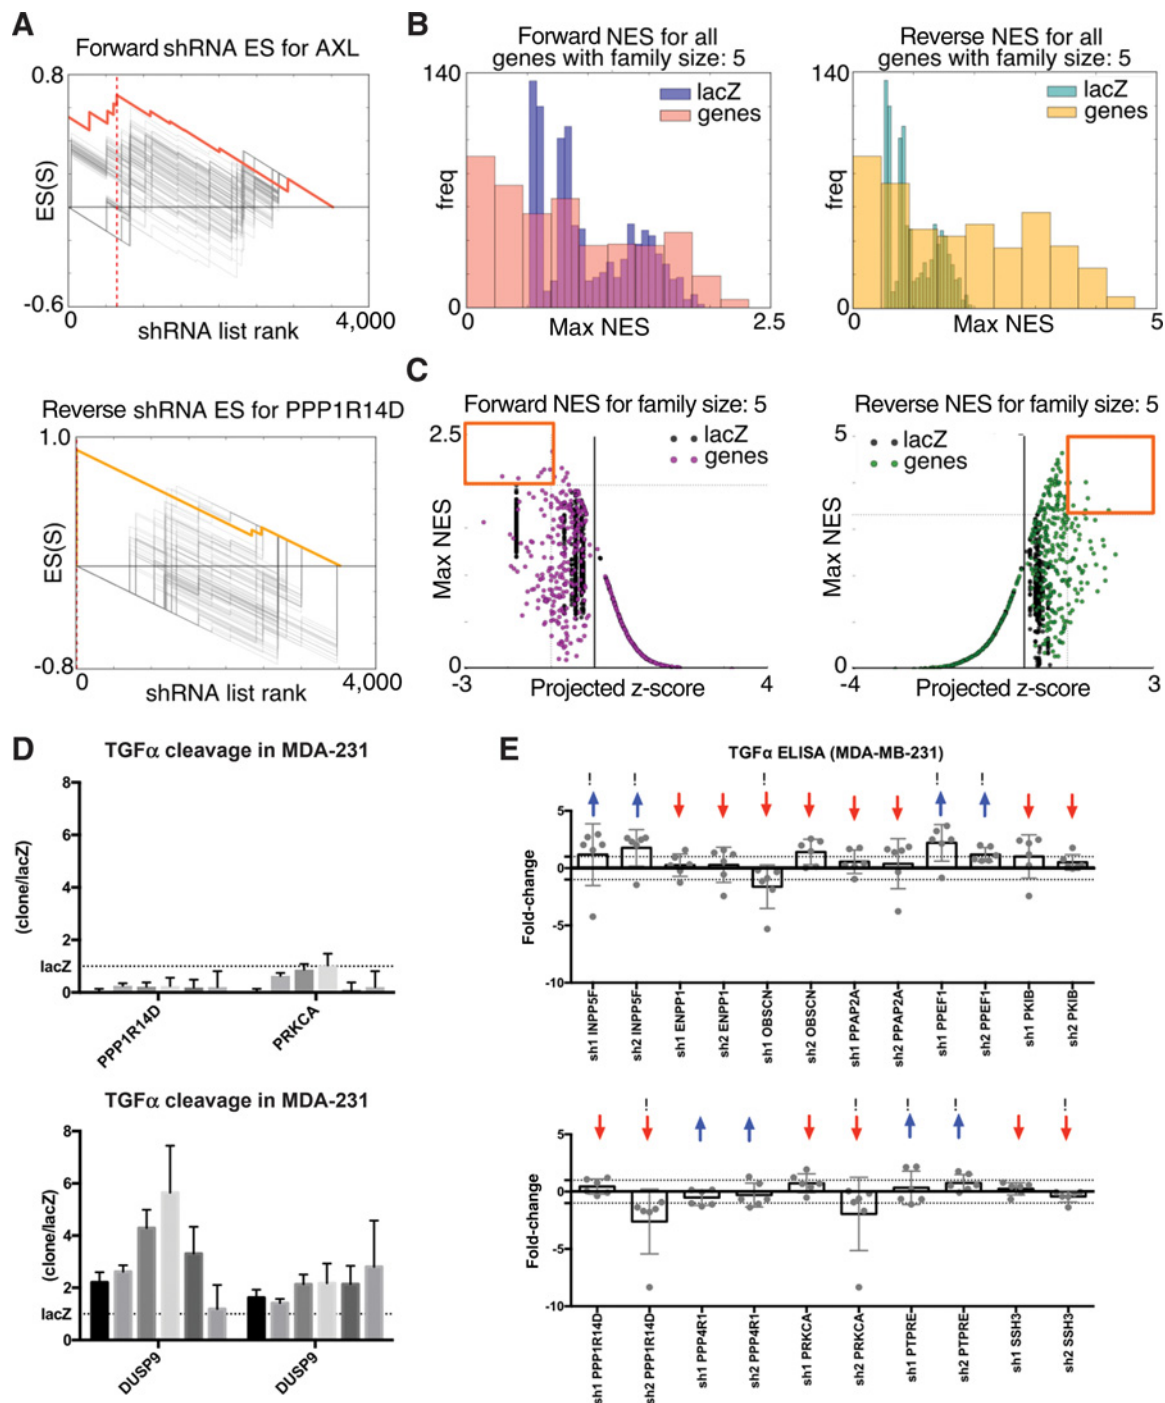 A
Forward shRNA ES for AXL
0.8
ES(S)
-0.6
0
4,000
shRNA list rank
Reverse shRNA ES for PPP1R14D
1.0
ES(S)
-0.8
0
4,000
shRNA list rank
B
Forward NES for all
genes with family size: 5
140
lacZ
genes
freq
0
0
2.5
Max NES
Reverse NES for all
genes with family size: 5
140
lacZ
genes
freq
0
0
5
Max NES
C
Forward NES for family size: 5
2.5
lacZ
genes
Max NES
0
-3
4
Projected z-score
Reverse NES for family size: 5
5
lacZ
genes
Max NES
0
-4
3
Projected z-score
D
TGFα cleavage in MDA-231
8
6
4
2
lacZ
0
(clone/lacZ)
PPP1R14D
PRKCA
TGFα cleavage in MDA-231
8
6
4
2
lacZ
0
(clone/lacZ)
DUSP9
DUSP9
E
TGFα ELISA (MDA-MB-231)
! ! ! ! !
5
0
-5
-10
Fold-change
sh1 INPP5F
sh2 INPP5F
sh1 ENPP1
sh2 ENPP1
sh1 OBSCN
sh2 OBSCN
sh1 PPAP2A
sh2 PPAP2A
sh1 PPEF1
sh2 PPEF1
sh1 PKIB
sh2 PKIB
! ! ! ! !
5
0
-5
-10
Fold-change
sh1 PPP1R14D
sh2 PPP1R14D
sh1 PPP4R1
sh2 PPP4R1
sh1 PRKCA
sh2 PRKCA
sh1 PTPRE
sh2 PTPRE
sh1 SSH3
sh2 SSH3